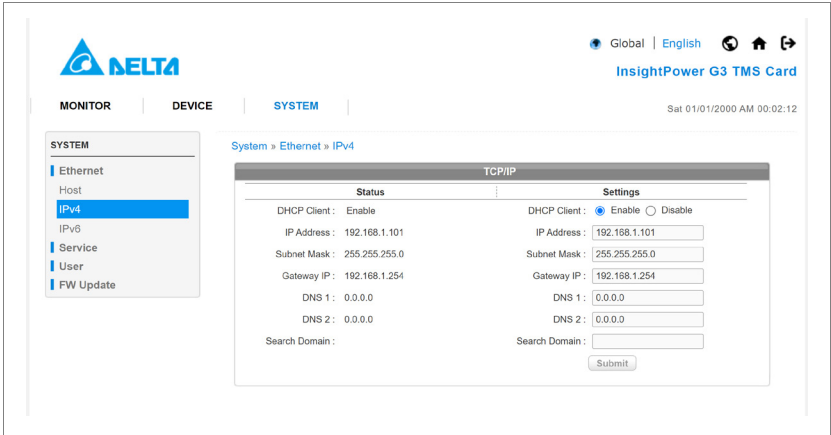 Global | English
DELTA
InsightPower G3 TMS Card
MONITOR DEVICE SYSTEM
Sat 01/01/2000 AM 00:02:12
SYSTEM
Ethernet
Host
IPv4
IPv6
Service
User
FW Update
System » Ethernet » IPv4
TCP/IP
Status Settings
DHCP Client : Enable DHCP Client : Enable Disable
IP Address : 192.168.1.101 IP Address : 192.168.1.101
Subnet Mask : 255.255.255.0 Subnet Mask : 255.255.255.0
Gateway IP : 192.168.1.254 Gateway IP : 192.168.1.254
DNS 1 : 0.0.0.0 DNS 1 : 0.0.0.0
DNS 2 : 0.0.0.0 DNS 2 : 0.0.0.0
Search Domain : Search Domain :
Submit